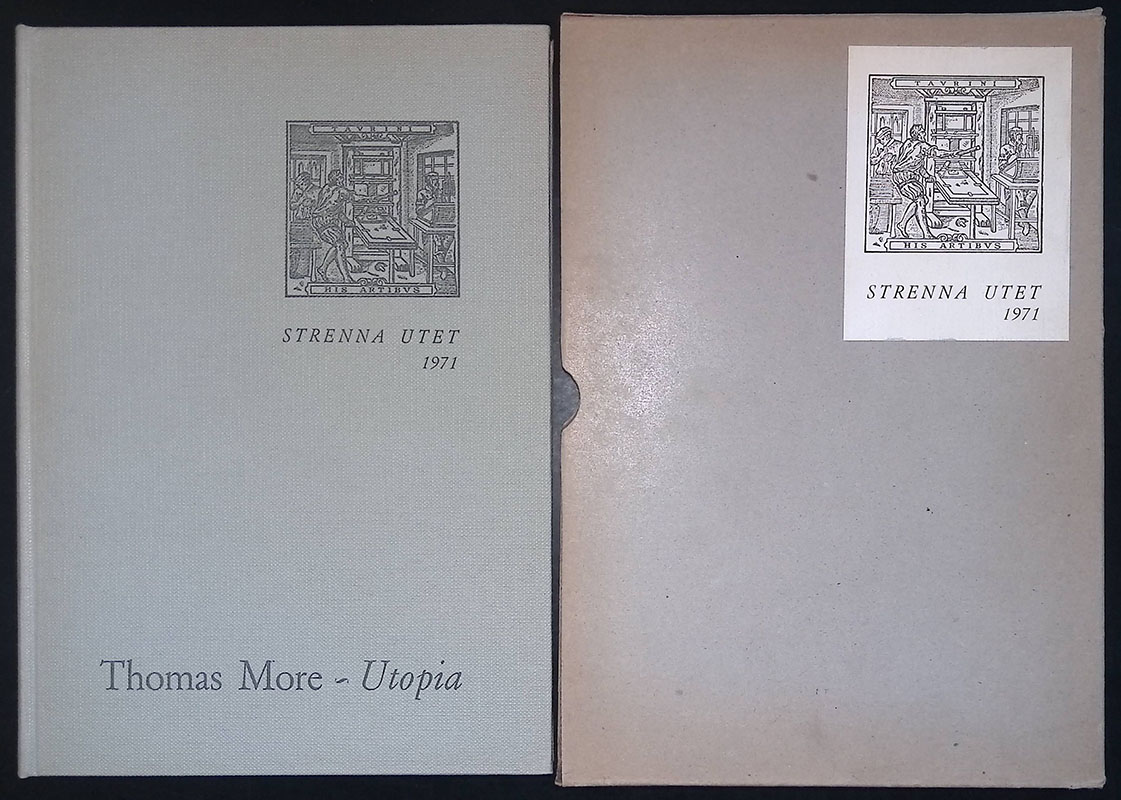 TAVRINI
HIS ARTIBVS
STRENNA UTET
1971
Thomas More ~ Utopia
TAVRINI
HIS ARTIBVS
STRENNA UTET
1971